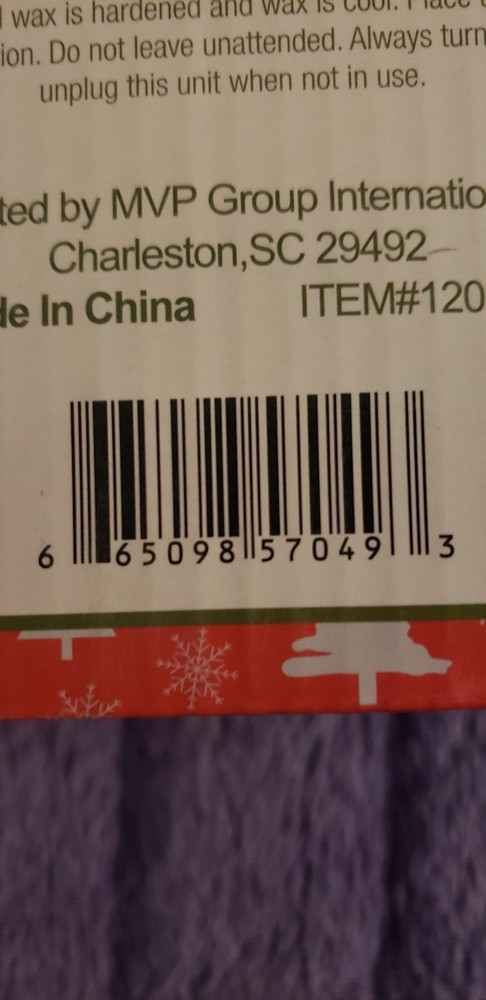 wax is hardened and wax is cool. Place
ion. Do not leave unattended. Always turn
unplug this unit when not in use.
ted by MVP Group Internatio
Charleston,SC 29492
de In China ITEM#120
6 65098 57049 3